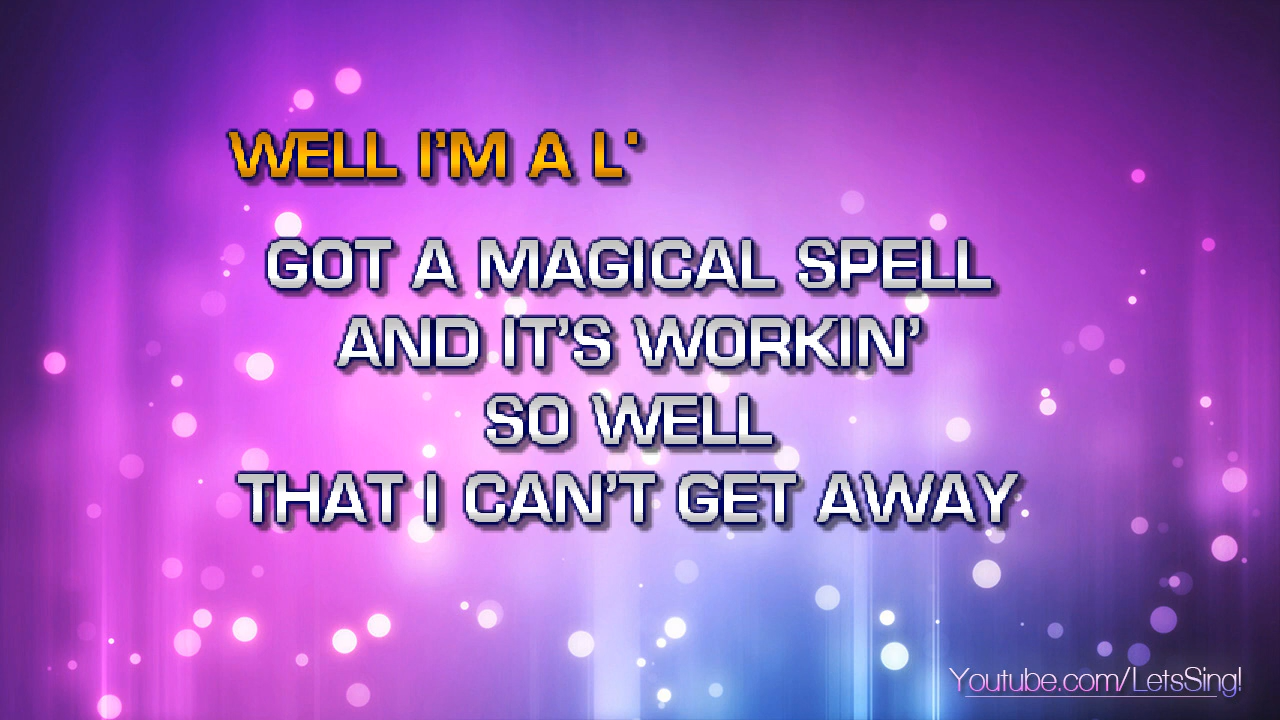 WELL I'M A L'
GOT A MAGICAL SPELL
AND IT'S WORKIN'
SO WELL
THAT I CAN'T GET AWAY
Youtube.com/LetsSing!